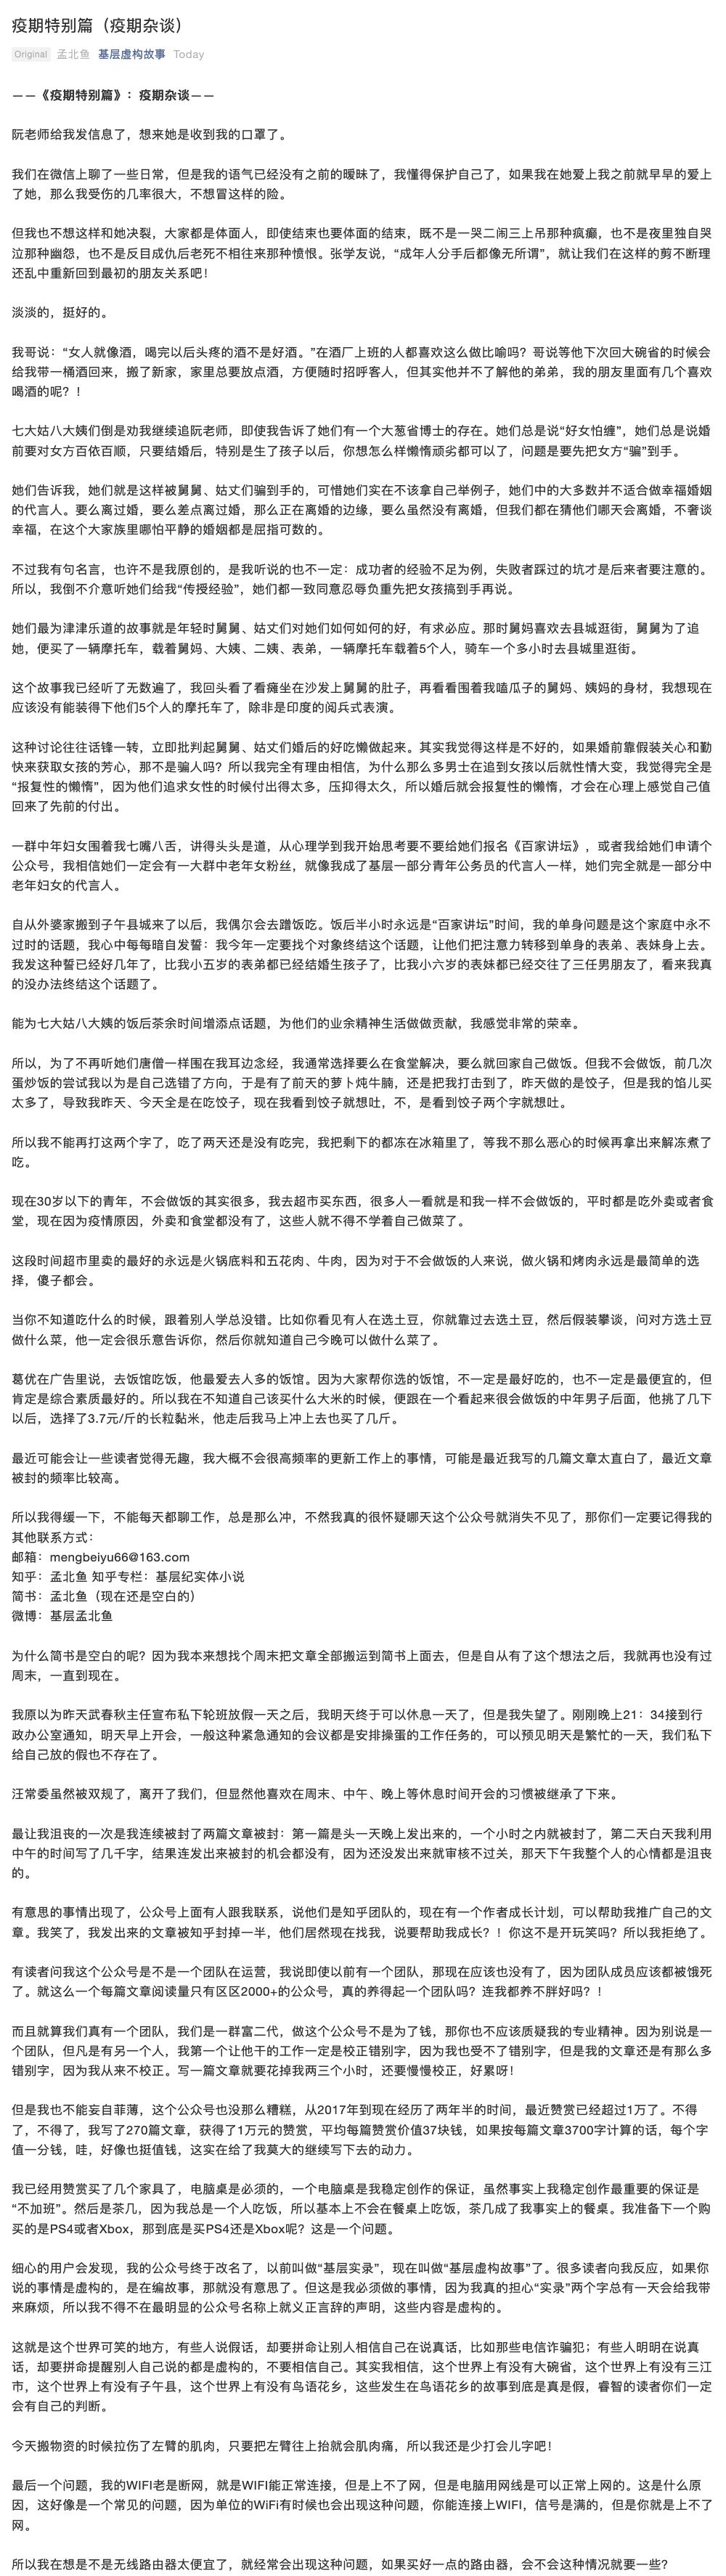 疫期特别篇（疫期杂谈）
Original 孟北鱼 基层虚构故事 Today
——《疫期特别篇》：疫期杂谈——
阮老师给我发信息了，想来她是收到我的口罩了。
我们在微信上聊了一些日常，但是我的语气已经没有之前的暧昧了，我懂得保护自己了，如果我在她爱上我之前就早早的爱上
了她，那么我受伤的几率很大，不想冒这样的险。
但我也不想这样和她决裂，大家都是体面人，即使结束也要体面的结束，既不是一哭二闹三上吊那种疯癫，也不是夜里独自哭
泣那种幽怨，也不是反目成仇后老死不相往来那种愤恨。张学友说，“成年人分手后都像无所谓”，就让我们在这样的剪不断理
还乱中重新回到最初的朋友关系吧！
淡淡的，挺好的。
我哥说：“女人就像酒，喝完以后头疼的酒不是好酒。”在酒厂上班的人都喜欢这么做比喻吗？哥说等他下次回大碗省的时候会
给我带一桶酒回来，搬了新家，家里总要放点酒，方便随时招呼客人，但其实他并不了解他的弟弟，我的朋友里面有几个喜欢
喝酒的呢？！
七大姑八大姨们倒是劝我继续追阮老师，即使我告诉了她们有一个大葱省博士的存在。她们总是说“好女怕缠”，她们总是说婚
前要对女方百依百顺，只要结婚后，特别是生了孩子以后，你想怎么样懒惰顽劣都可以了，问题是要先把女方“骗”到手。
她们告诉我，她们就是这样被舅舅、姑丈们骗到手的，可惜她们实在不该拿自己举例子，她们中的大多数并不适合做幸福婚姻
的代言人。要么离过婚，要么差点离过婚，那么正在离婚的边缘，要么虽然没有离婚，但我们都在猜他们哪天会离婚，不奢谈
幸福，在这个大家族里哪怕平静的婚姻都是屈指可数的。
不过我有句名言，也许不是我原创的，是我听说的也不一定：成功者的经验不足为例，失败者踩过的坑才是后来者要注意的。
所以，我倒不介意听她们给我“传授经验”，她们都一致同意忍辱负重先把女孩搞到手再说。
她们最为津津乐道的故事就是年轻时舅舅、姑丈们对她们如何如何的好，有求必应。那时舅妈喜欢去县城逛街，舅舅为了追
她，便买了一辆摩托车，载着舅妈、大姨、二姨、表弟，一辆摩托车载着5个人，骑车一个多小时去县城里逛街。
这个故事我已经听了无数遍了，我回头看了看瘫坐在沙发上舅舅的肚子，再看看围着我嗑瓜子的舅妈、姨妈的身材，我想现在
应该没有能装得下他们5个人的摩托车了，除非是印度的阅兵式表演。
这种讨论往往话锋一转，立即批判起舅舅、姑丈们婚后的好吃懒做起来。其实我觉得这样是不好的，如果婚前靠假装关心和勤
快来获取女孩的芳心，那不是骗人吗？所以我完全有理由相信，为什么那么多男士在追到女孩以后就性情大变，我觉得完全是
“报复性的懒惰”，因为他们追求女性的时候付出得太多，压抑得太久，所以婚后就会报复性的懒惰，才会在心理上感觉自己值
回来了先前的付出。
一群中年妇女围着我七嘴八舌，讲得头头是道，从心理学到我开始思考要不要给她们报名《百家讲坛》，或者我给她们申请个
公众号，我相信她们一定会有一大群中老年女粉丝，就像我成了基层一部分青年公务员的代言人一样，她们完全就是一部分中
老年妇女的代言人。
自从外婆家搬到子午县城来了以后，我偶尔会去蹭饭吃。饭后半小时永远是“百家讲坛”时间，我的单身问题是这个家庭中永不
过时的话题，我心中每每暗自发誓：我今年一定要找个对象终结这个话题，让他们把注意力转移到单身的表弟、表妹身上去。
我发这种誓已经好几年了，比我小五岁的表弟都已经结婚生孩子了，比我小六岁的表妹都已经交往了三任男朋友了，看来我真
的没办法终结这个话题了。
能为七大姑八大姨的饭后茶余时间增添点话题，为他们的业余精神生活做做贡献，我感觉非常的荣幸。
所以，为了不再听她们唐僧一样围在我耳边念经，我通常选择要么在食堂解决，要么就回家自己做饭。但我不会做饭，前几次
蛋炒饭的尝试我以为是自己选错了方向，于是有了前天的萝卜炖牛腩，还是把我打击到了，昨天做的是饺子，但是我的馅儿买
太多了，导致我昨天、今天全是在吃饺子，现在我看到饺子就想吐，不，是看到饺子两个字就想吐。
所以我不能再打这两个字了，吃了两天还是没有吃完，我把剩下的都冻在冰箱里了，等我不那么恶心的时候再拿出来解冻煮了
吃。
现在30岁以下的青年，不会做饭的其实很多，我去超市买东西，很多人一看就是和我一样不会做饭的，平时都是吃外卖或者食
堂，现在因为疫情原因，外卖和食堂都没有了，这些人就不得不学着自己做菜了。
这段时间超市里卖的最好的永远是火锅底料和五花肉、牛肉，因为对于不会做饭的人来说，做火锅和烤肉永远是最简单的选
择，傻子都会。
当你不知道吃什么的时候，跟着别人学总没错。比如你看见有人在选土豆，你就靠过去选土豆，然后假装攀谈，问对方选土豆
做什么菜，他一定会很乐意告诉你，然后你就知道自己今晚可以做什么菜了。
葛优在广告里说，去饭馆吃饭，他最爱去人多的饭馆。因为大家帮你选的饭馆，不一定是最好吃的，也不一定是最便宜的，但
肯定是综合素质最好的。所以我在不知道自己该买什么大米的时候，便跟在一个看起来很会做饭的中年男子后面，他挑了几下
以后，选择了3.7元/斤的长粒黏米，他走后我马上冲上去也买了几斤。
最近可能会让一些读者觉得无趣，我大概不会很高频率的更新工作上的事情，可能是最近我写的几篇文章太直白了，最近文章
被封的频率比较高。
所以我得缓一下，不能每天都聊工作，总是那么冲，不然我真的很怀疑哪天这个公众号就消失不见了，那你们一定要记得我的
其他联系方式：
邮箱：mengbeiyu66@163.com
知乎：孟北鱼 知乎专栏：基层纪实体小说
简书：孟北鱼（现在还是空白的）
微博：基层孟北鱼
为什么简书是空白的呢？因为我本来想找个周末把文章全部搬运到简书上面去，但是自从有了这个想法之后，我就再也没有过
周末，一直到现在。
我原以为昨天武春秋主任宣布私下轮班放假一天之后，我明天终于可以休息一天了，但是我失望了。刚刚晚上21：34接到行
政办公室通知，明天早上开会，一般这种紧急通知的会议都是安排操蛋的工作任务的，可以预见明天是繁忙的一天，我们私下
给自己放的假也不存在了。
汪常委虽然被双规了，离开了我们，但显然他喜欢在周末、中午、晚上等休息时间开会的习惯被继承了下来。
最让我沮丧的一次是我连续被封了两篇文章被封：第一篇是头一天晚上发出来的，一个小时之内就被封了，第二天白天我利用
中午的时间写了几千字，结果连发出来被封的机会都没有，因为还没发出来就审核不过关，那天下午我整个人的心情都是沮丧
的。
有意思的事情出现了，公众号上面有人跟我联系，说他们是知乎团队的，现在有一个作者成长计划，可以帮助我推广自己的文
章。我笑了，我发出来的文章被知乎封掉一半，他们居然现在找我，说要帮助我成长？！你这不是开玩笑吗？所以我拒绝了。
有读者问我这个公众号是不是一个团队在运营，我说即使以前有一个团队，那现在应该也没有了，因为团队成员应该都被饿死
了。就这么一个每篇文章阅读量只有区区2000+的公众号，真的养得起一个团队吗？连我都养不胖好吗？！
而且就算我们真有一个团队，我们是一群富二代，做这个公众号不是为了钱，那你也不应该质疑我的专业精神。因为别说是一
个团队，但凡是有另一个人，我第一个让他干的工作一定是校正错别字，因为我也受不了错别字，但是我的文章还是有那么多
错别字，因为我从来不校正。写一篇文章就要花掉我两三个小时，还要慢慢校正，好累呀！
但是我也不能妄自菲薄，这个公众号也没那么糟糕，从2017年到现在经历了两年半的时间，最近赞赏已经超过1万了。不得
了，不得了，我写了270篇文章，获得了1万元的赞赏，平均每篇赞赏价值37块钱，如果按每篇文章3700字计算的话，每个字
值一分钱，哇，好像也挺值钱，这实在给了我莫大的继续写下去的动力。
我已经用赞赏买了几个家具了，电脑桌是必须的，一个电脑桌是我稳定创作的保证，虽然事实上我稳定创作最重要的保证是
“不加班”。然后是茶几，因为我总是一个人吃饭，所以基本上不会在餐桌上吃饭，茶几成了我事实上的餐桌。我准备下一个购
买的是PS4或者Xbox，那到底是买PS4还是Xbox呢？这是一个问题。
细心的用户会发现，我的公众号终于改名了，以前叫做“基层实录”，现在叫做“基层虚构故事”了。很多读者向我反应，如果你
说的事情是虚构的，是在编故事，那就没有意思了。但这是我必须做的事情，因为我真的担心“实录”两个字总有一天会给我带
来麻烦，所以我不得不在最明显的公众号名称上就义正言辞的声明，这些内容是虚构的。
这就是这个世界可笑的地方，有些人说假话，却要拼命让别人相信自己在说真话，比如那些电信诈骗犯；有些人明明在说真
话，却要拼命提醒别人自己说的都是虚构的，不要相信自己。其实我相信，这个世界上有没有大碗省，这个世界上有没有三江
市，这个世界上有没有子午县，这个世界上有没有鸟语花乡，这些发生在鸟语花乡的故事到底是真是假，睿智的读者你们一定
会有自己的判断。
今天搬物资的时候拉伤了左臂的肌肉，只要把左臂往上抬就会肌肉痛，所以我还是少打会儿字吧！
最后一个问题，我的WIFI老是断网，就是WIFI能正常连接，但是上不了网，但是电脑用网线是可以正常上网的。这是什么原
因，这好像是一个常见的问题，因为单位的WiFi有时候也会出现这种问题，你能连接上WIFI，信号是满的，但是你就是上不了
网。
所以我在想是不是无线路由器太便宜了，就经常会出现这种问题，如果买好一点的路由器，会不会这种情况就要一些？